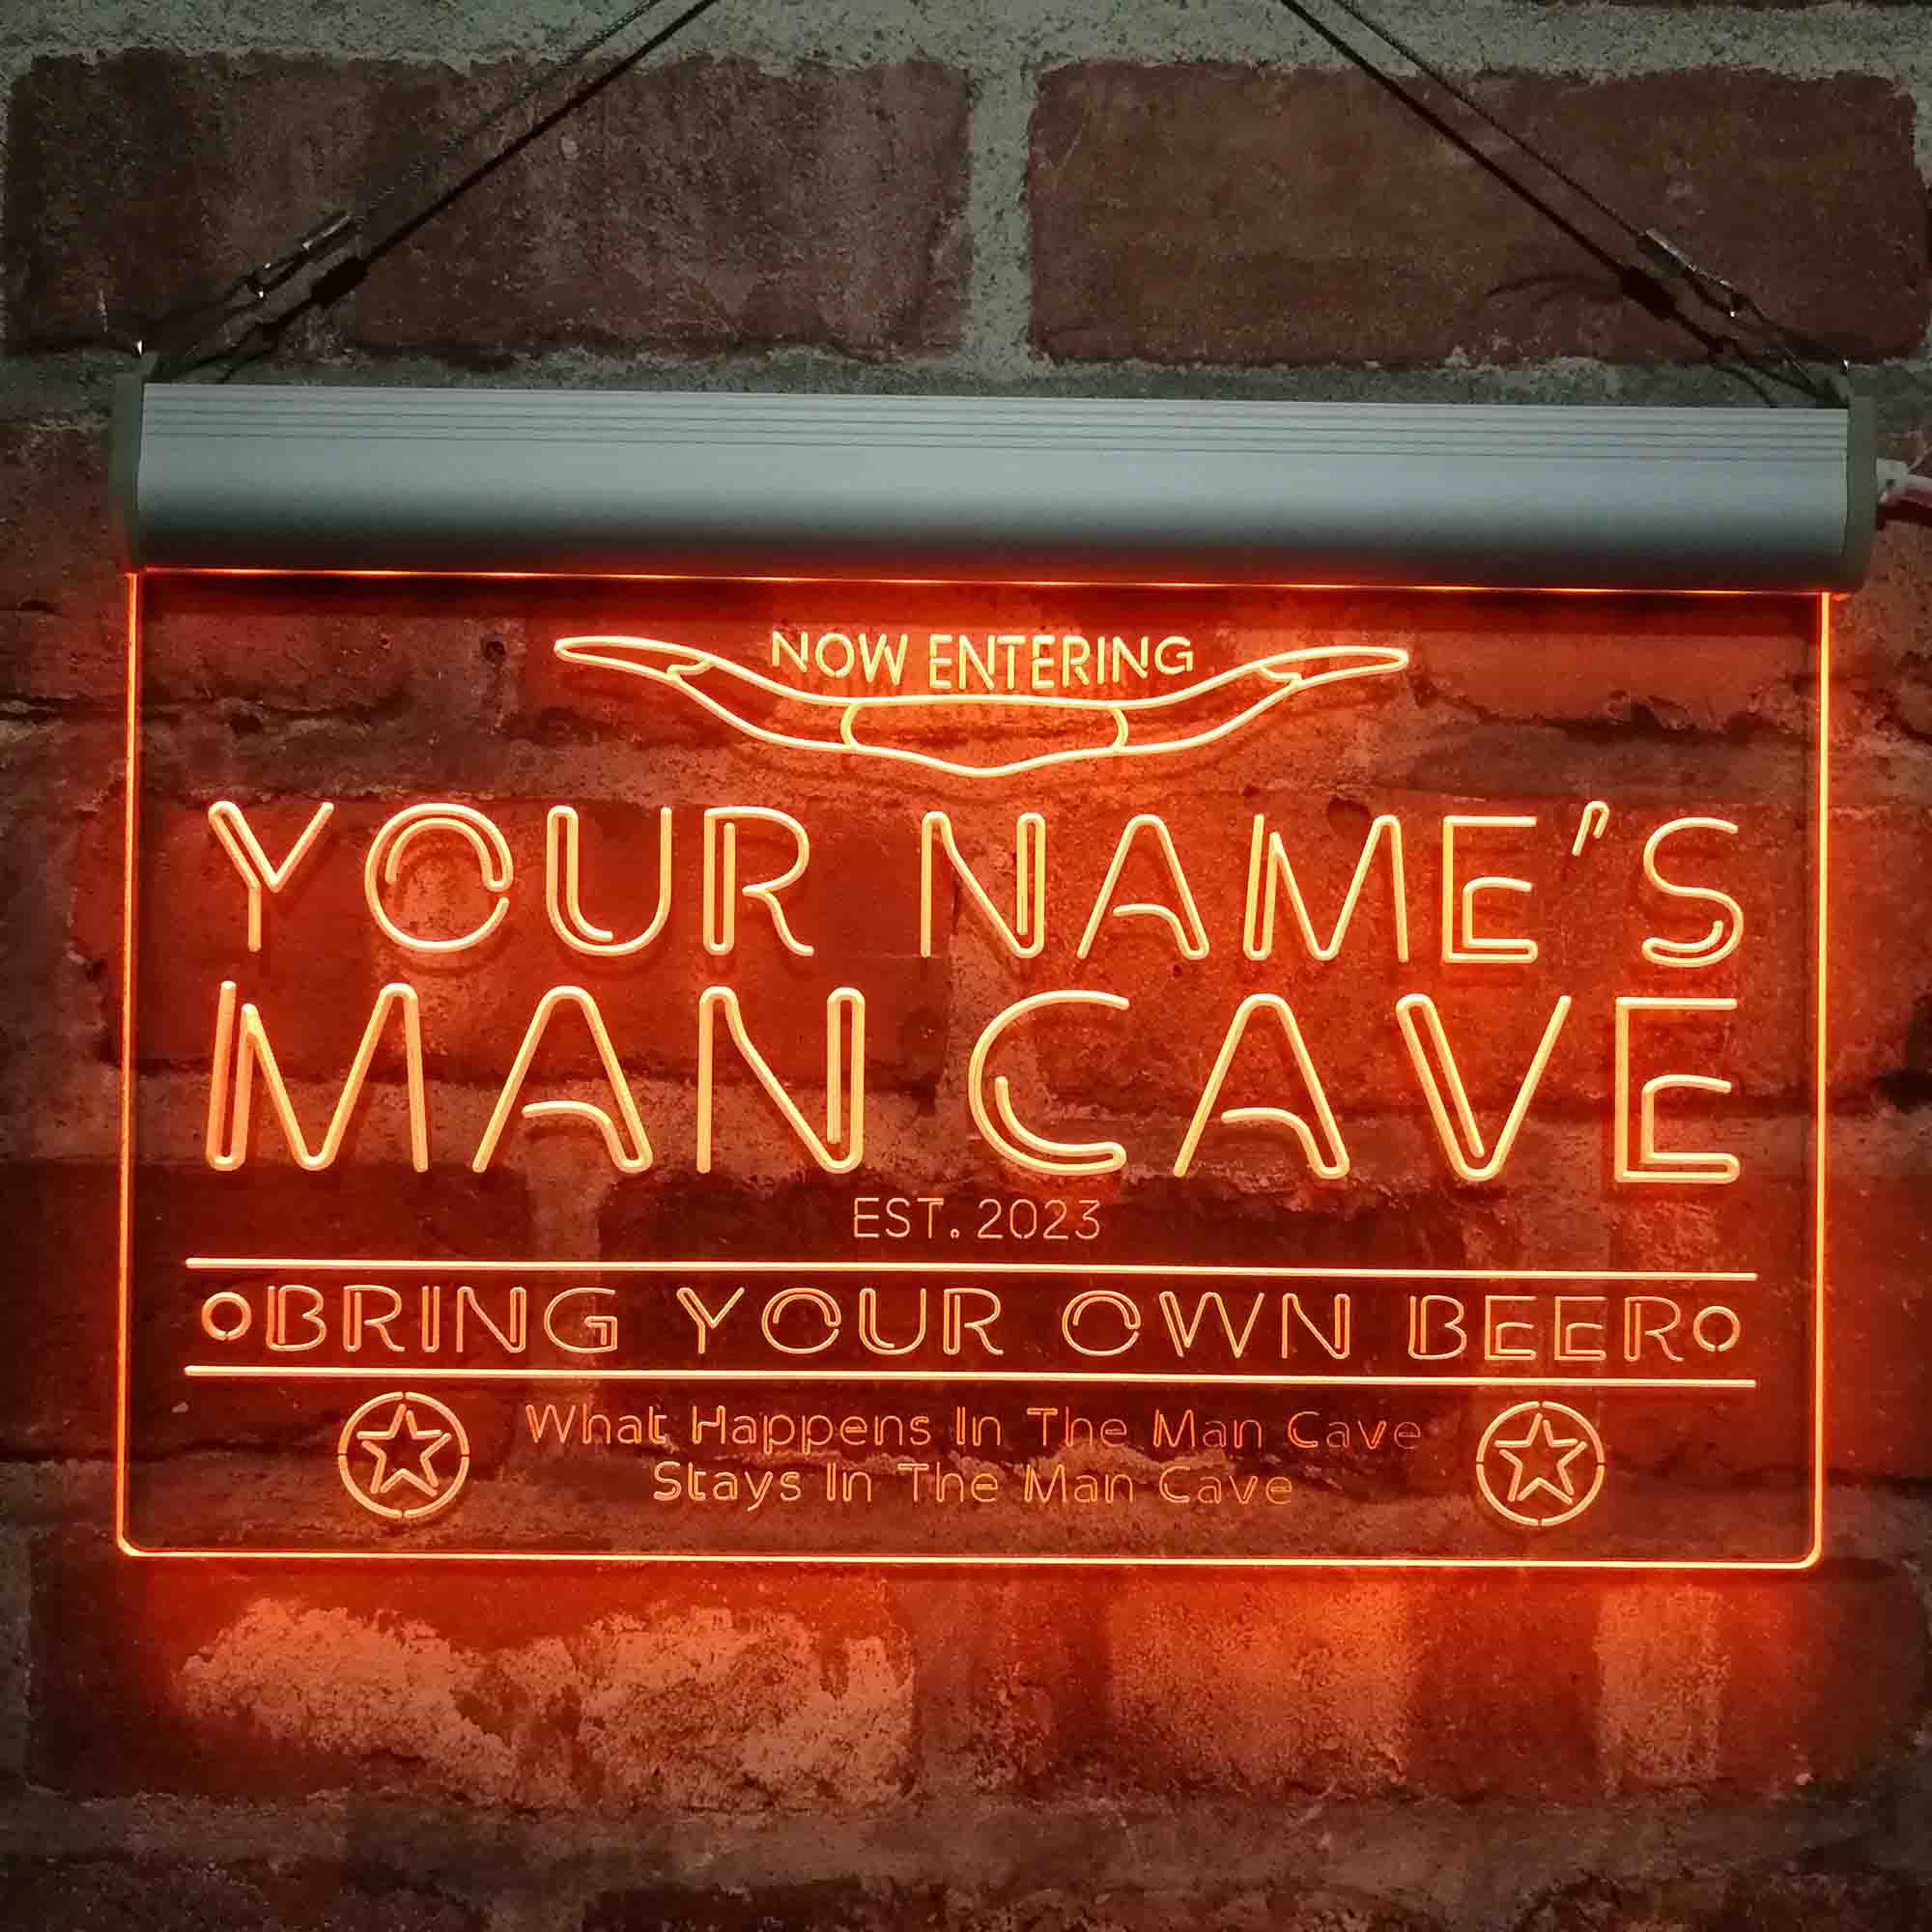 NOW ENTERING
YOUR NAME'S
MAN CAVE
EST. 2023
BRING YOUR OWN BEER
What Happens In The Man Cave
Stays In The Man Cave